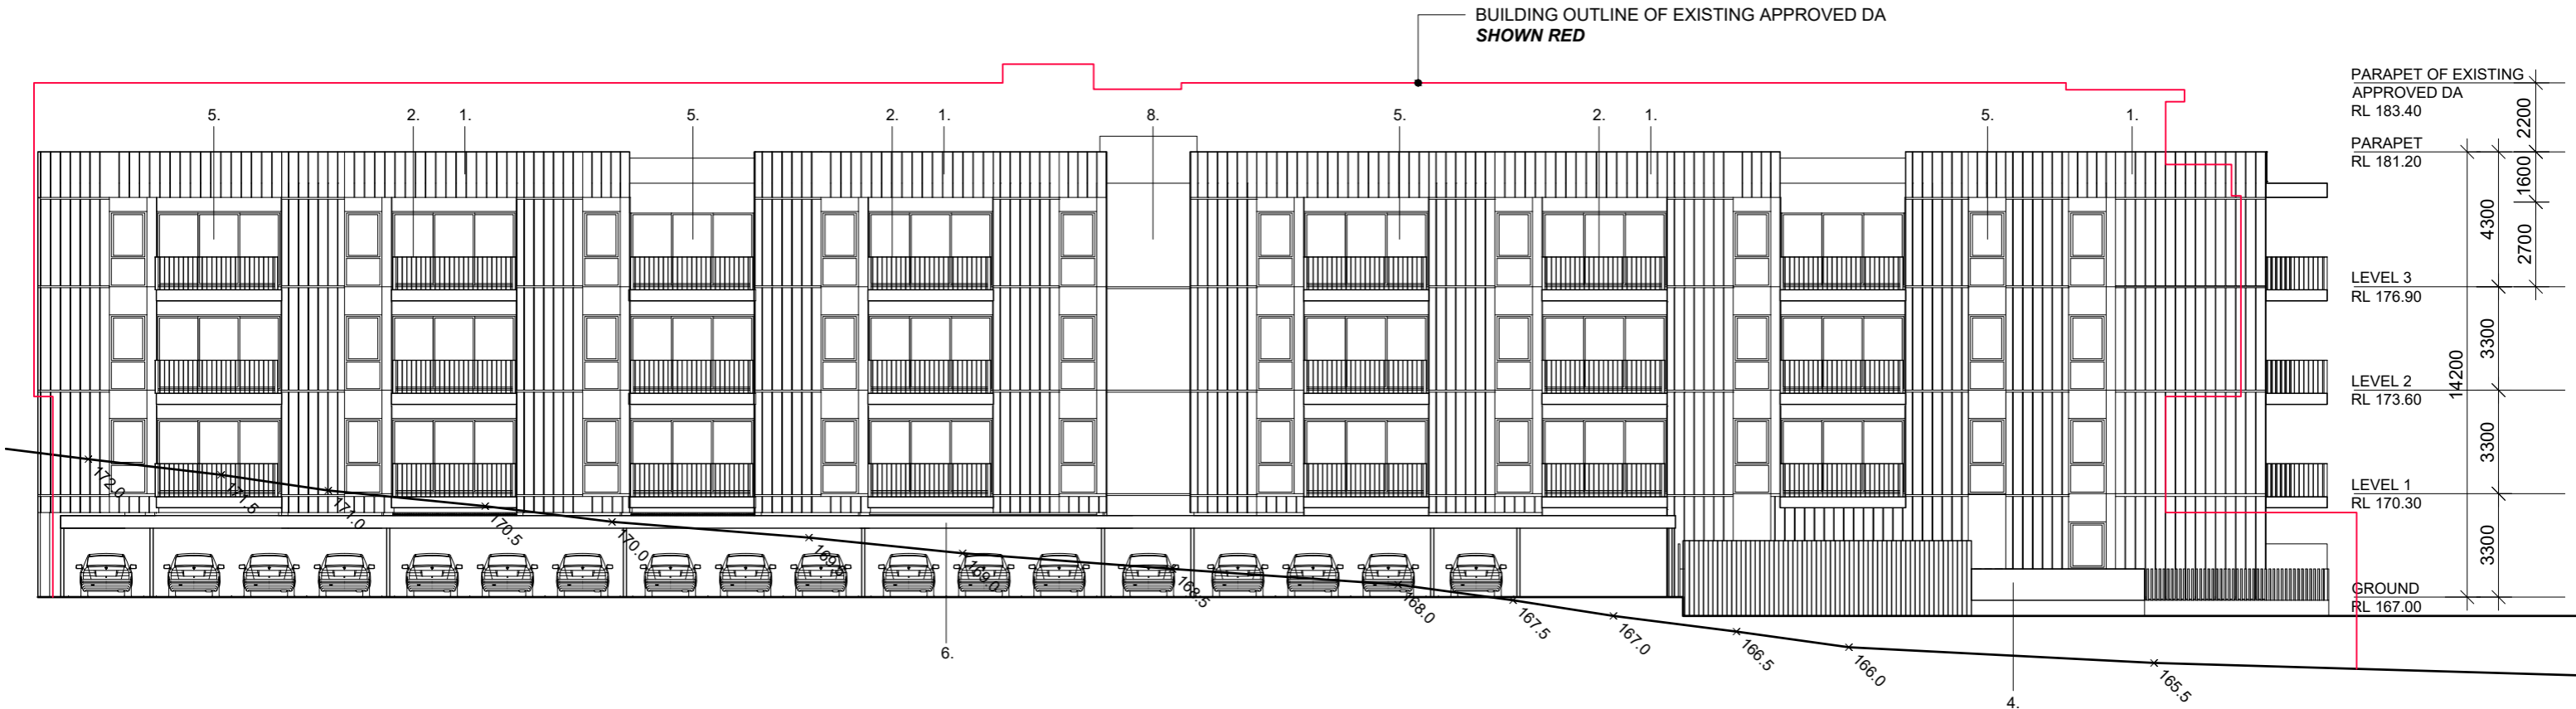 BUILDING OUTLINE OF EXISTING APPROVED DA
SHOWN RED
PARAPET OF EXISTING
APPROVED DA
RL 183.40
5.
2.
1.
5.
2.
1.
8.
5.
2.
1.
5.
1.
2200
PARAPET
RL 181.20
1600
4300
2700
LEVEL 3
RL 176.90
3300
14200
LEVEL 2
RL 173.60
3300
LEVEL 1
RL 170.30
3300
GROUND
RL 167.00
172.0
171.5
171.0
170.5
170.0
169.5
169.0
168.5
168.0
167.5
167.0
166.5
166.0
165.5
6.
4.